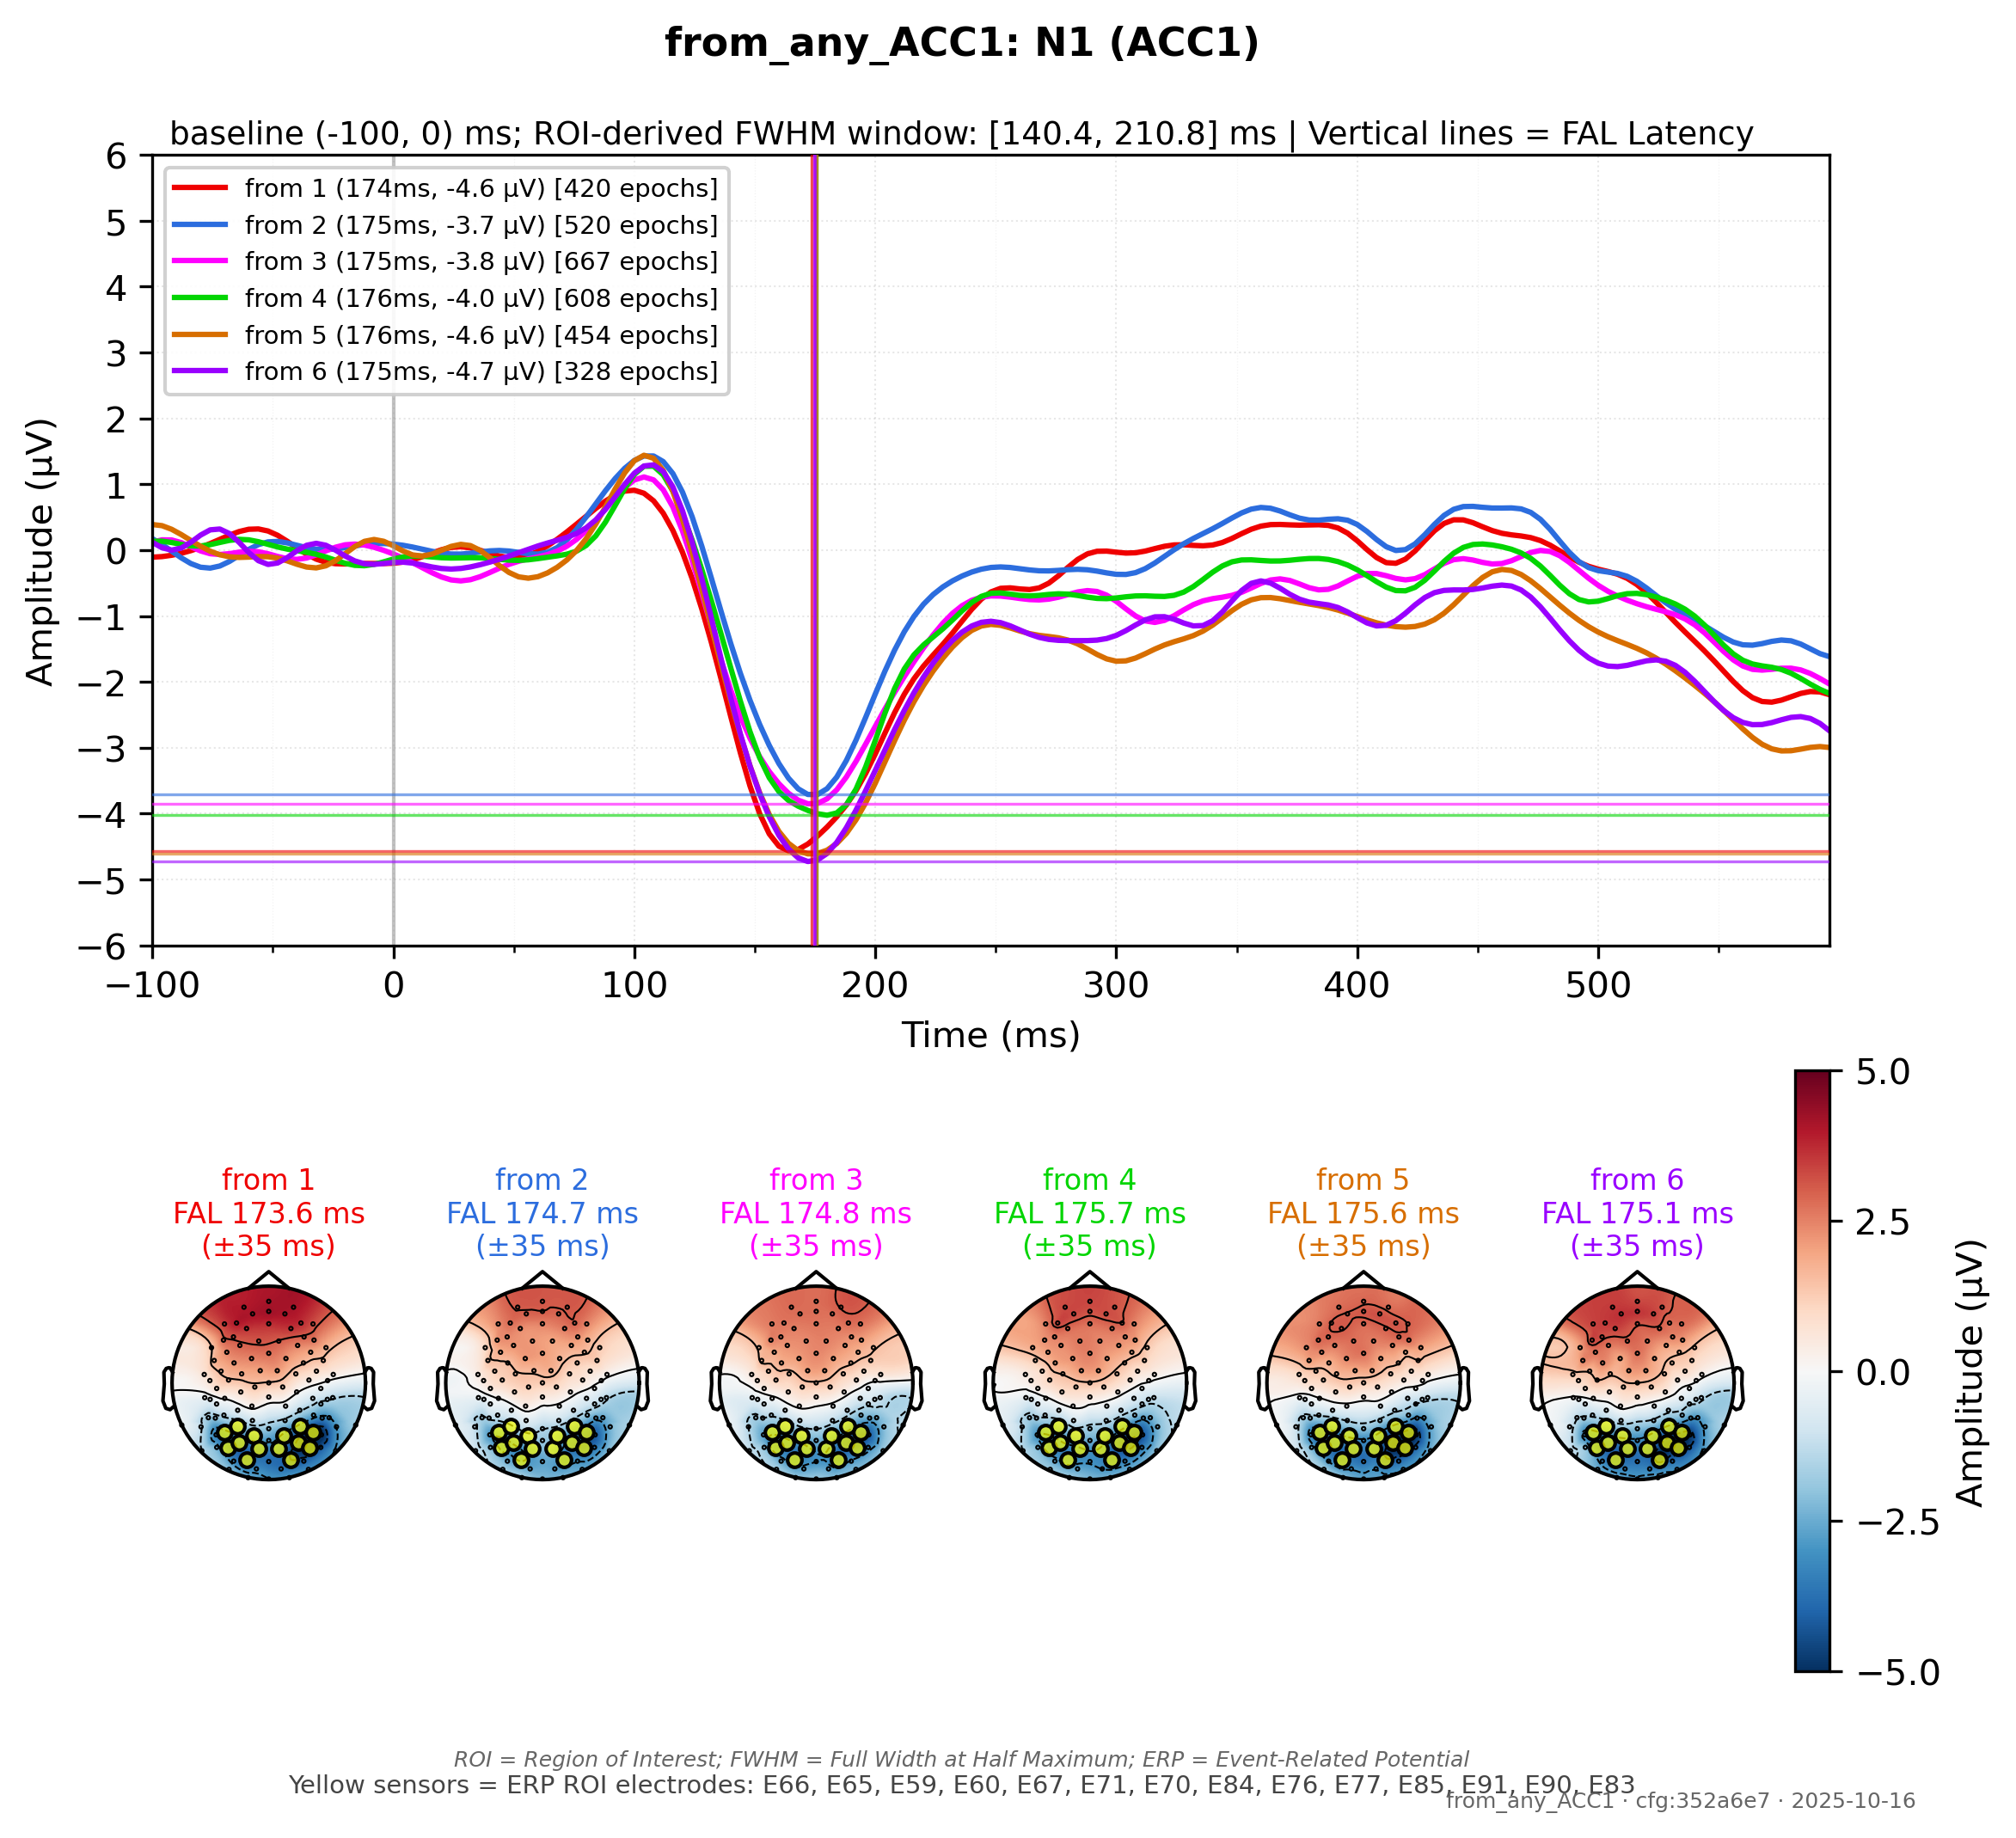 from_any_ACC1: N1 (ACC1)
baseline (-100, 0) ms; ROI-derived FWHM window: [140.4, 210.8] ms | Vertical lines = FAL Latency
from 1 (174ms, -4.6 µV) [420 epochs]
from 2 (175ms, -3.7 µV) [520 epochs]
from 3 (175ms, -3.8 µV) [667 epochs]
from 4 (176ms, -4.0 µV) [608 epochs]
from 5 (176ms, -4.6 µV) [454 epochs]
from 6 (175ms, -4.7 µV) [328 epochs]
Amplitude (µV)
6
5
4
3
2
1
0
−1
−2
−3
−4
−5
−6
−100 0 100 200 300 400 500
Time (ms)
from 1 from 2 from 3 from 4 from 5 from 6
FAL 173.6 ms FAL 174.7 ms FAL 174.8 ms FAL 175.7 ms FAL 175.6 ms FAL 175.1 ms
(±35 ms) (±35 ms) (±35 ms) (±35 ms) (±35 ms) (±35 ms)
5.0
2.5
0.0
−2.5
−5.0
Amplitude (µV)
ROI = Region of Interest; FWHM = Full Width at Half Maximum; ERP = Event-Related Potential
Yellow sensors = ERP ROI electrodes: E66, E65, E59, E60, E67, E71, E70, E84, E76, E77, E85, E91, E90, E83
from_any_ACC1 · cfg:352a6e7 · 2025-10-16